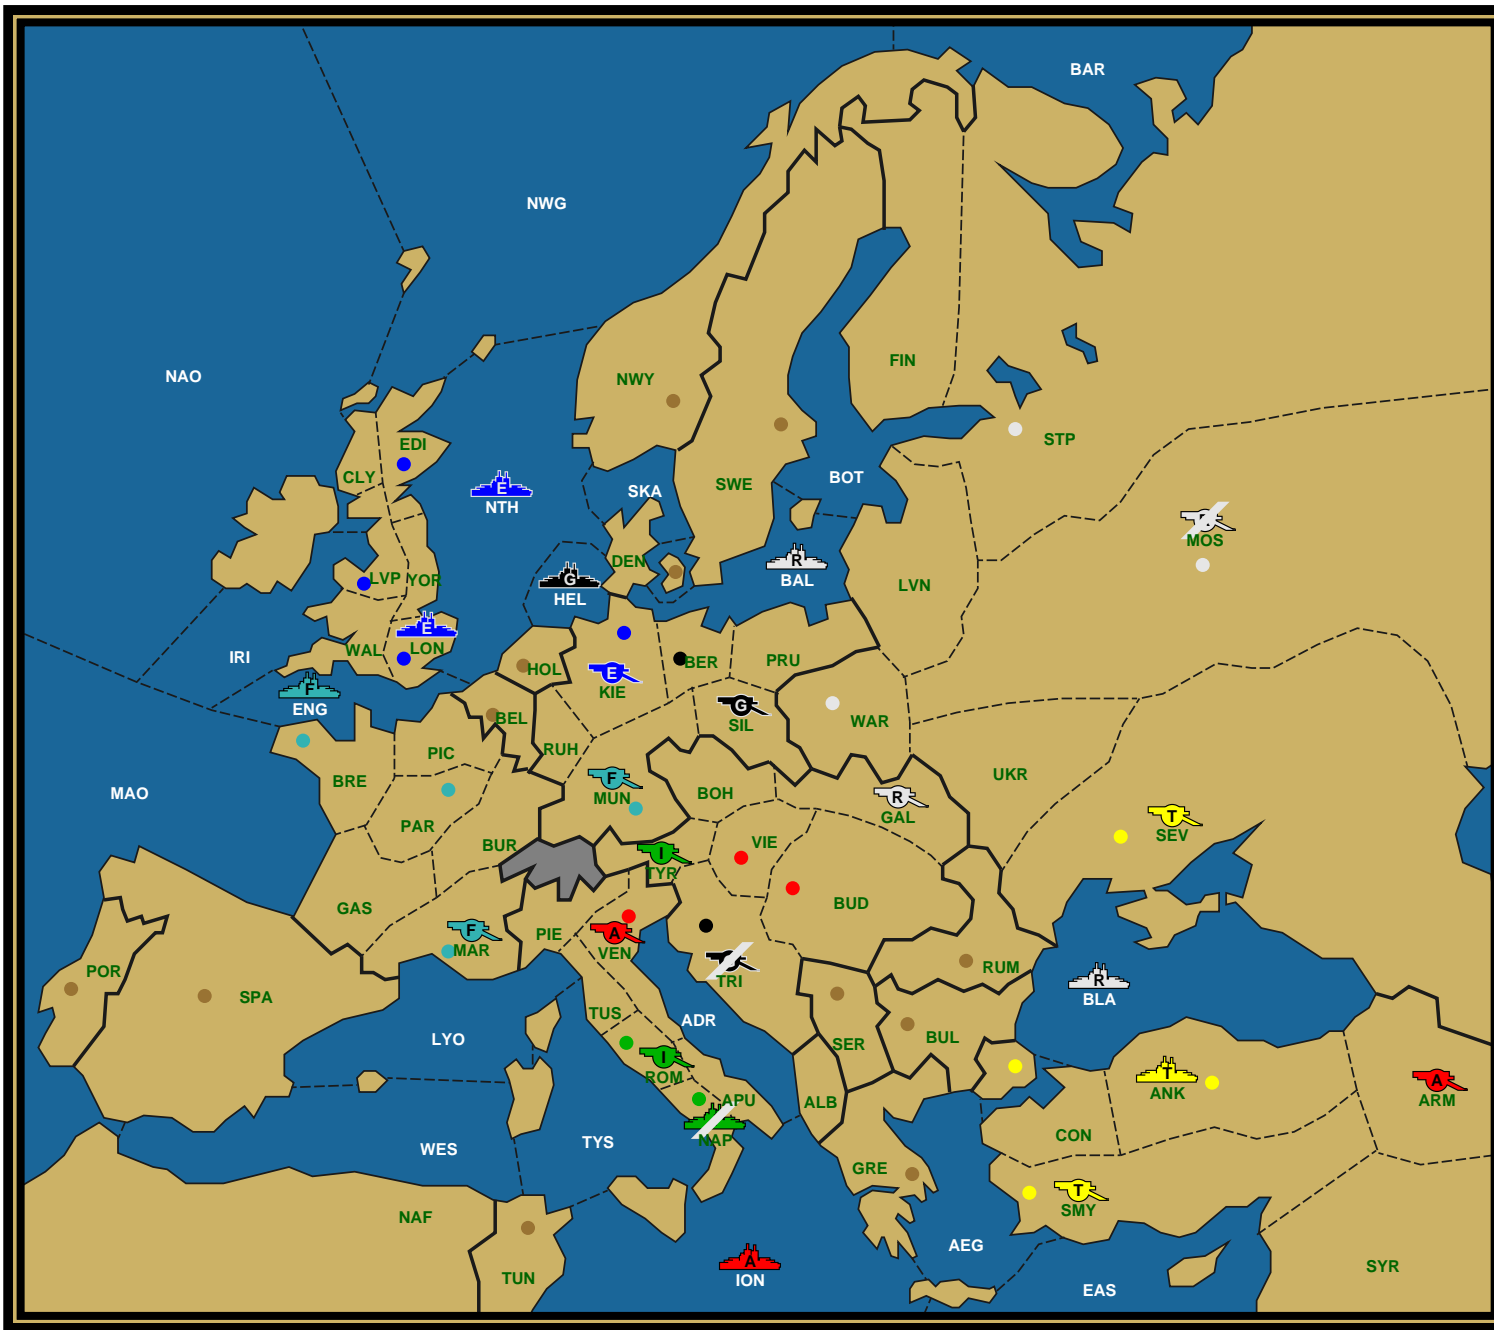 BAR
NWG
NAO
NWY
FIN
EDI
STP
CLY
SWE
BOT
E
NTH
SKA
MOS
DEN
R
BAL
G
HEL
LVP
YOR
LVN
E
LON
WAL
IRI
HOL
BER
PRU
E
KIE
F
ENG
BEL
G
SIL
WAR
PIC
RUH
BRE
F
MUN
BOH
UKR
MAO
R
GAL
PAR
T
SEV
BUR
VIE
I
TYR
BUD
GAS
F
MAR
PIE
A
VEN
POR
SPA
TRI
RUM
R
BLA
TUS
ADR
LYO
SER
BUL
I
ROM
T
ANK
A
ARM
APU
ALB
NAP
CON
WES
TYS
GRE
T
SMY
NAF
AEG
TUN
A
ION
EAS
SYR